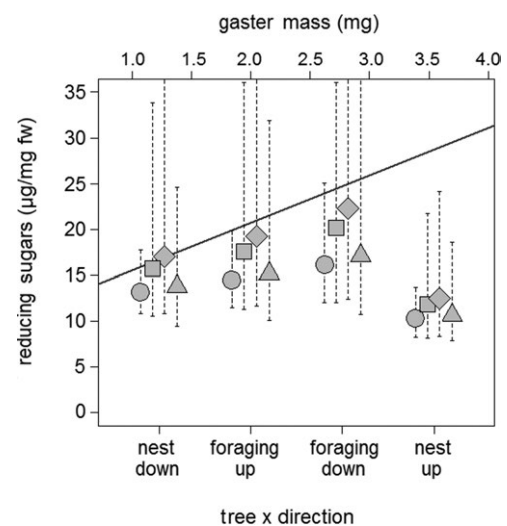 gaster mass (mg)
1.0 1.5 2.0 2.5 3.0 3.5 4.0
35
30
25
20
15
10
5
0
reducing sugars (µg/mg fw)
nest foraging foraging nest
down up down up
tree x direction